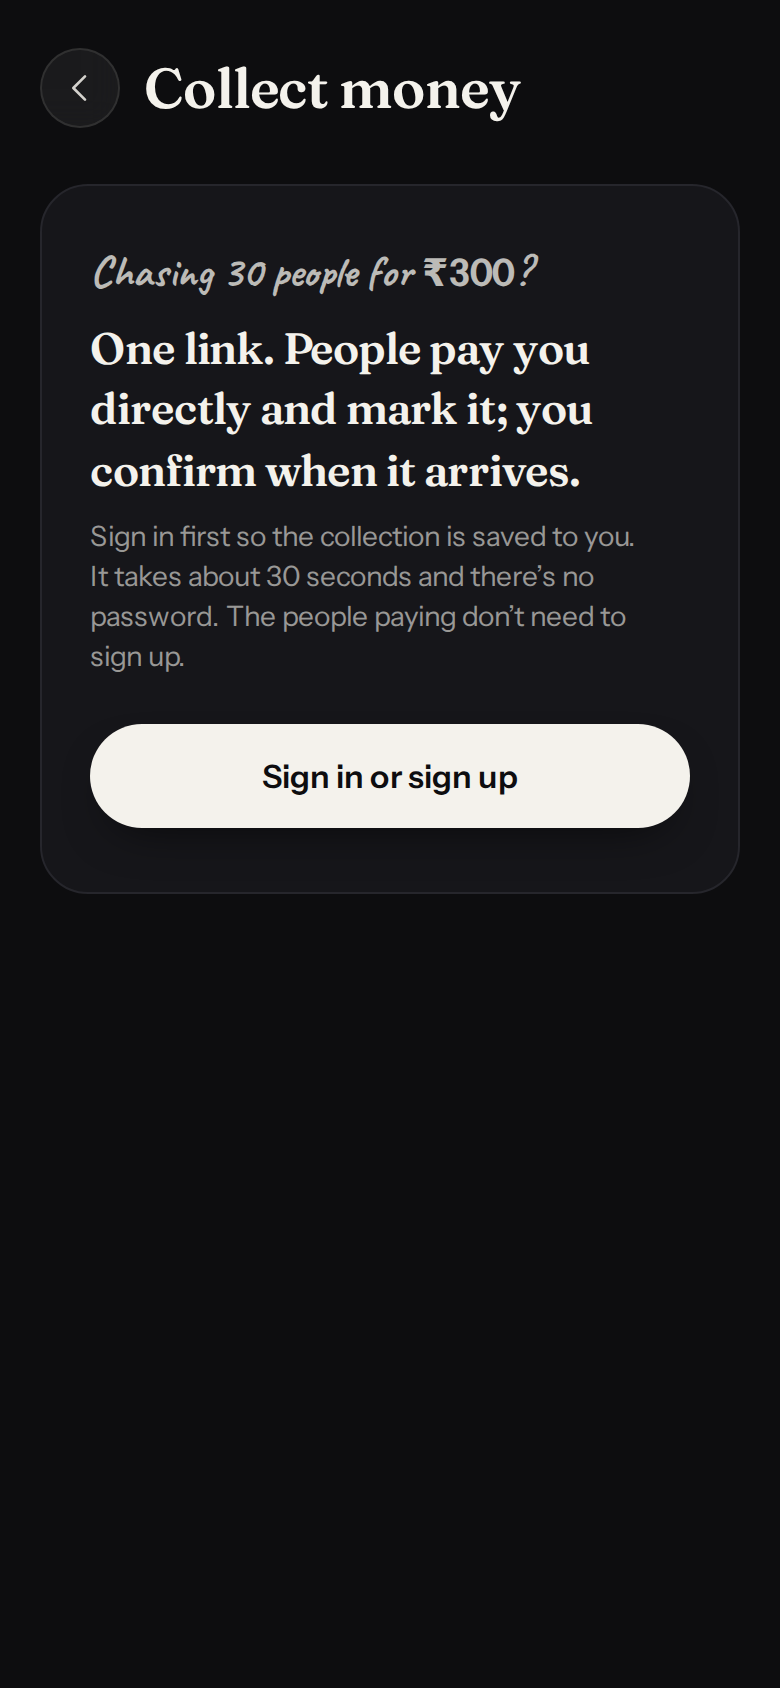 Collect money
Chasing 30 people for ₹300?
One link. People pay you
directly and mark it; you
confirm when it arrives.
Sign in first so the collection is saved to you.
It takes about 30 seconds and there’s no
password. The people paying don’t need to
sign up.
Sign in or sign up